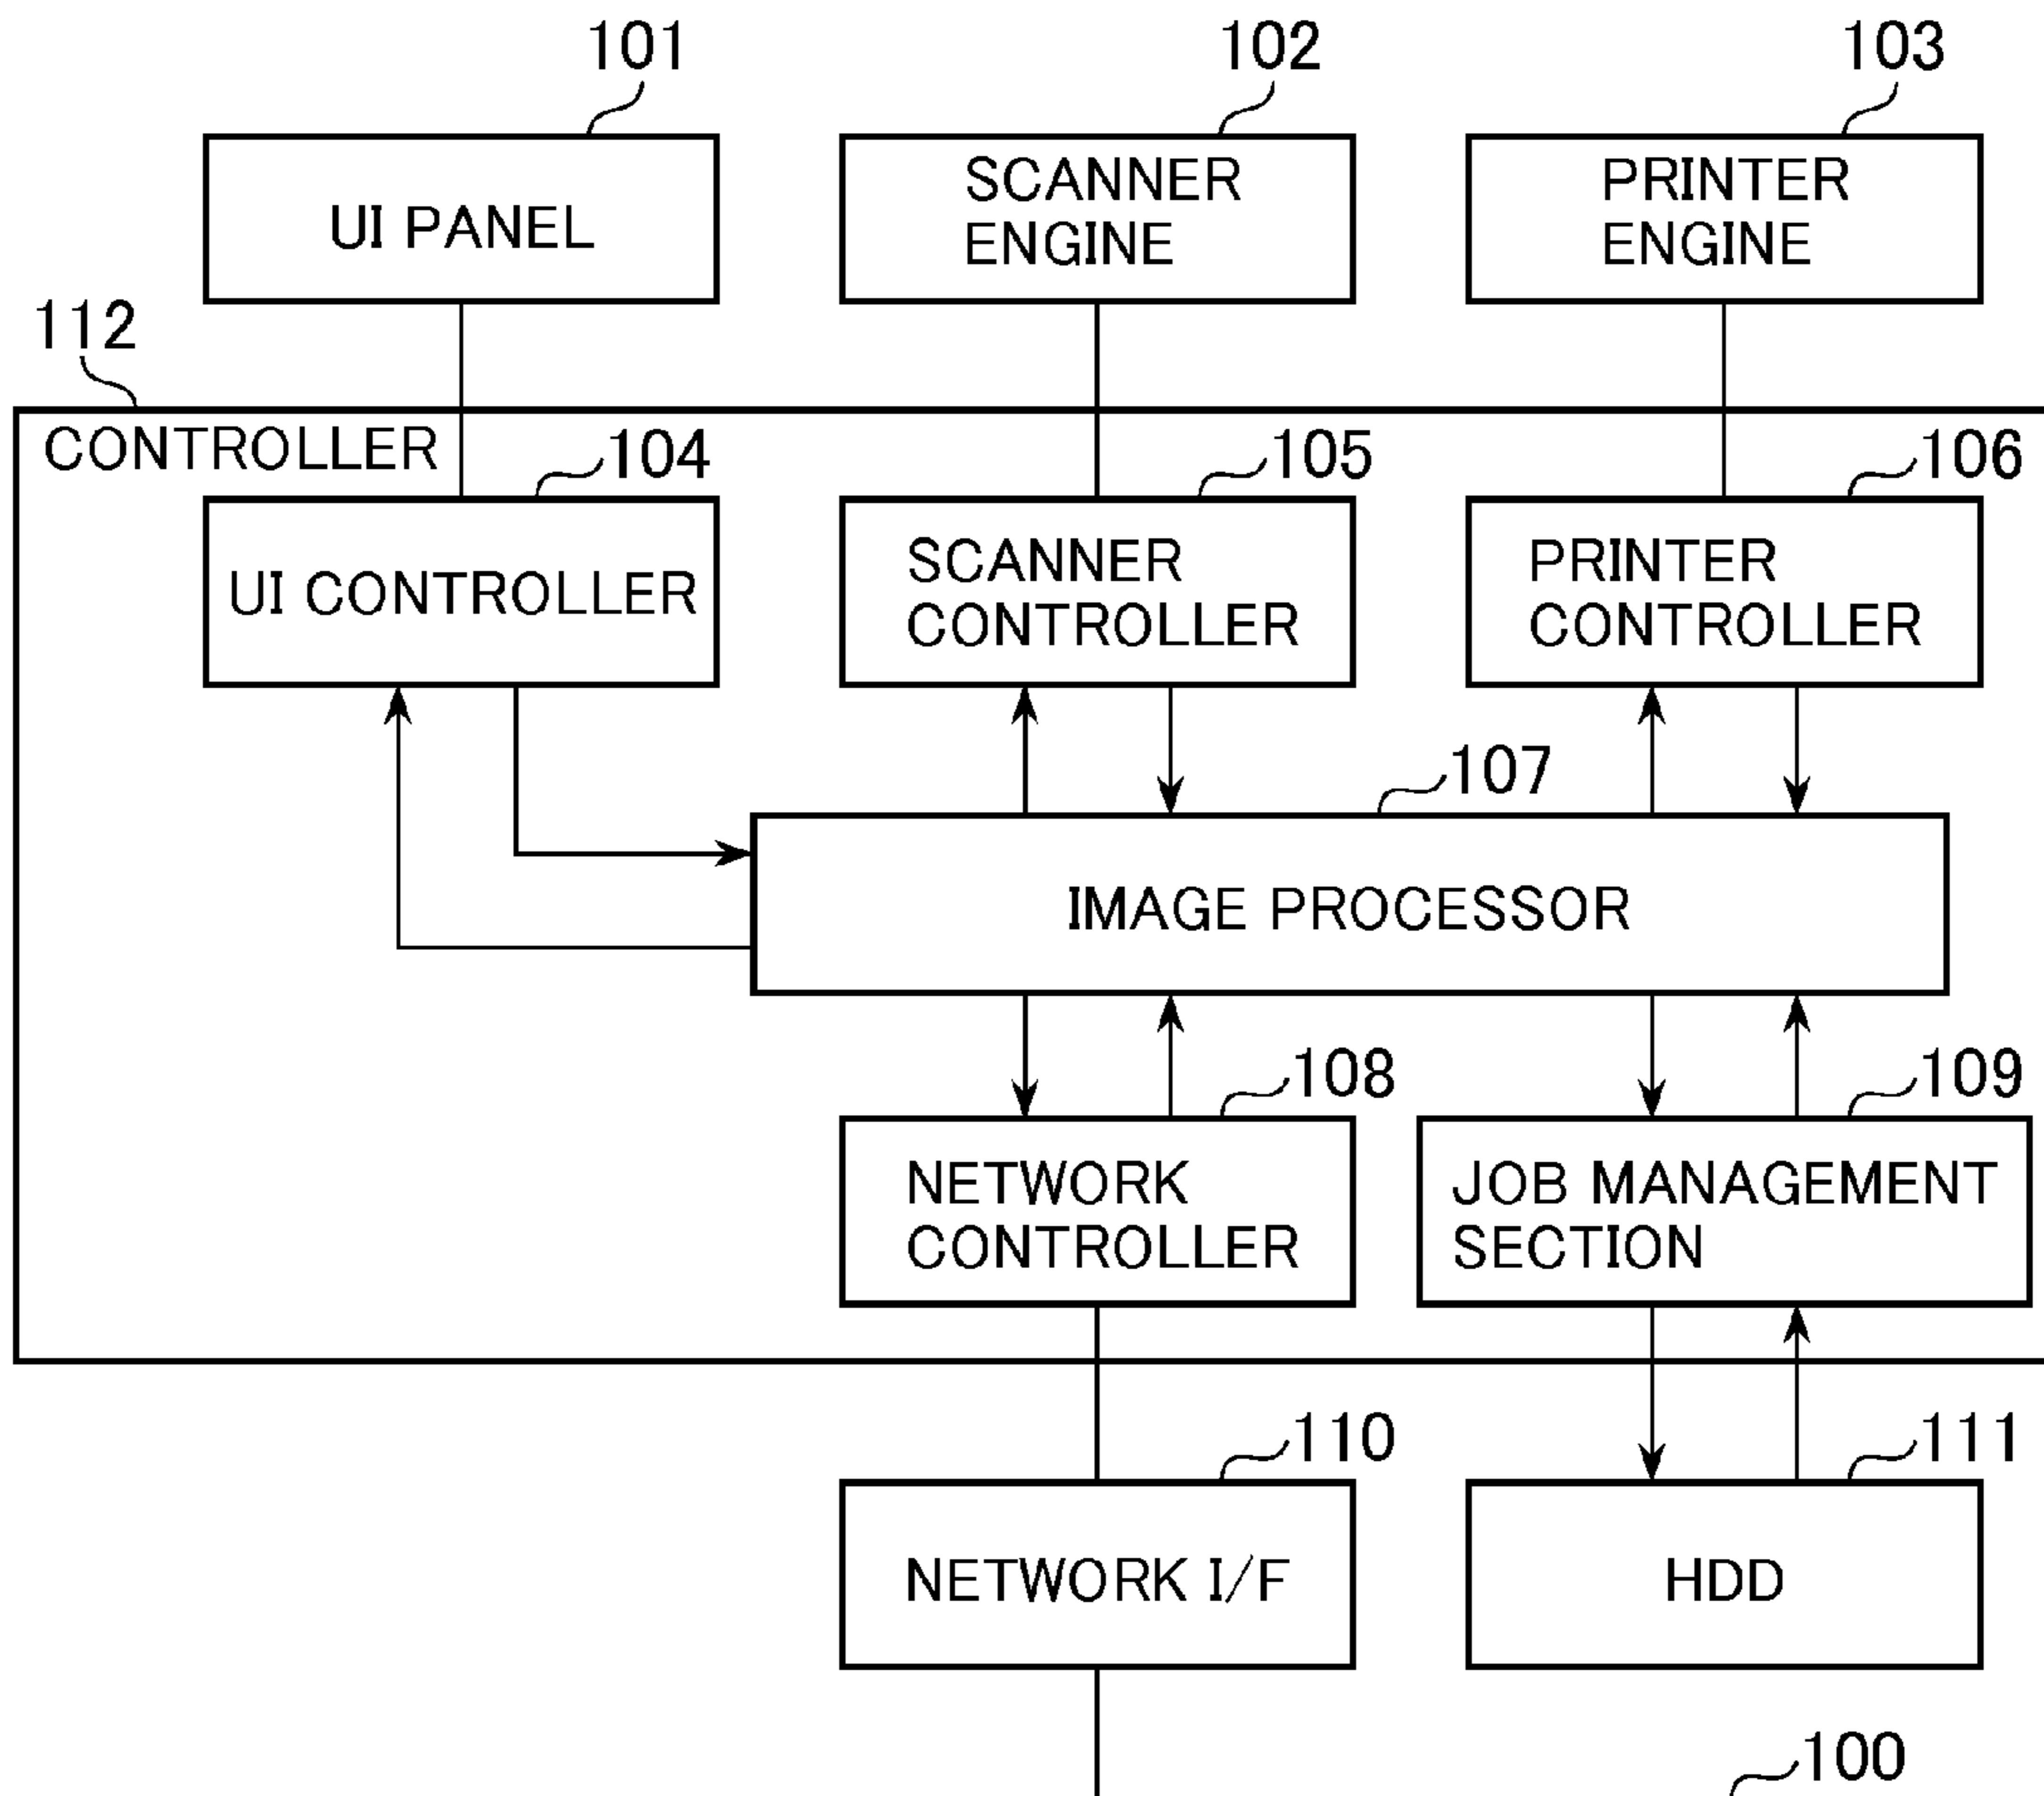 101
102
103
UI PANEL
SCANNER
ENGINE
PRINTER
ENGINE
112
CONTROLLER
104
105
106
UI CONTROLLER
SCANNER
CONTROLLER
PRINTER
CONTROLLER
107
IMAGE PROCESSOR
108
109
NETWORK
CONTROLLER
JOB MANAGEMENT
SECTION
110
111
NETWORK I/F
HDD
100